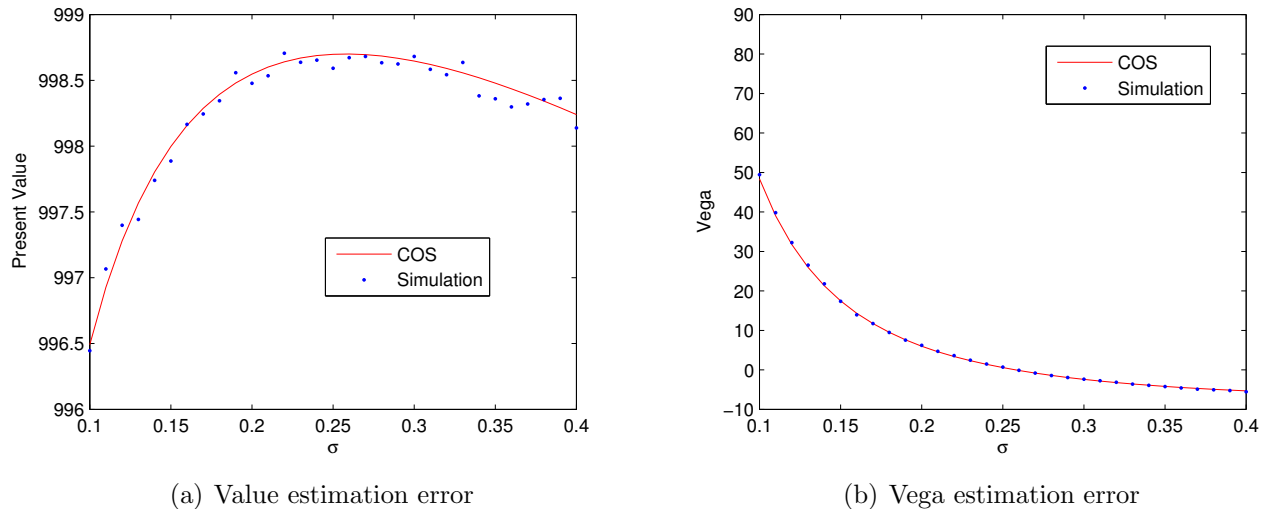 999
998.5
998
997.5
997
996.5
996
Present Value
COS
Simulation
0.1 0.15 0.2 0.25 0.3 0.35 0.4
σ
(a) Value estimation error
90
80
70
60
50
40
30
20
10
0
−10
Vega
COS
Simulation
0.1 0.15 0.2 0.25 0.3 0.35 0.4
σ
(b) Vega estimation error